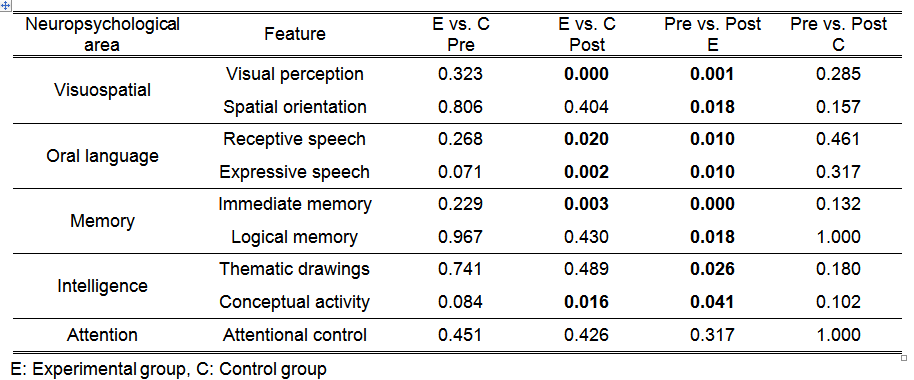 Neuropsychological area Feature E vs. C Pre E vs. C Post Pre vs. Post E Pre vs. Post C
Visuospatial Visual perception 0.323 0.000 0.001 0.285
Spatial orientation 0.806 0.404 0.018 0.157
Oral language Receptive speech 0.268 0.020 0.010 0.461
Expressive speech 0.071 0.002 0.010 0.317
Memory Immediate memory 0.229 0.003 0.000 0.132
Logical memory 0.967 0.430 0.018 1.000
Intelligence Thematic drawings 0.741 0.489 0.026 0.180
Conceptual activity 0.084 0.016 0.041 0.102
Attention Attentional control 0.451 0.426 0.317 1.000
E: Experimental group, C: Control group